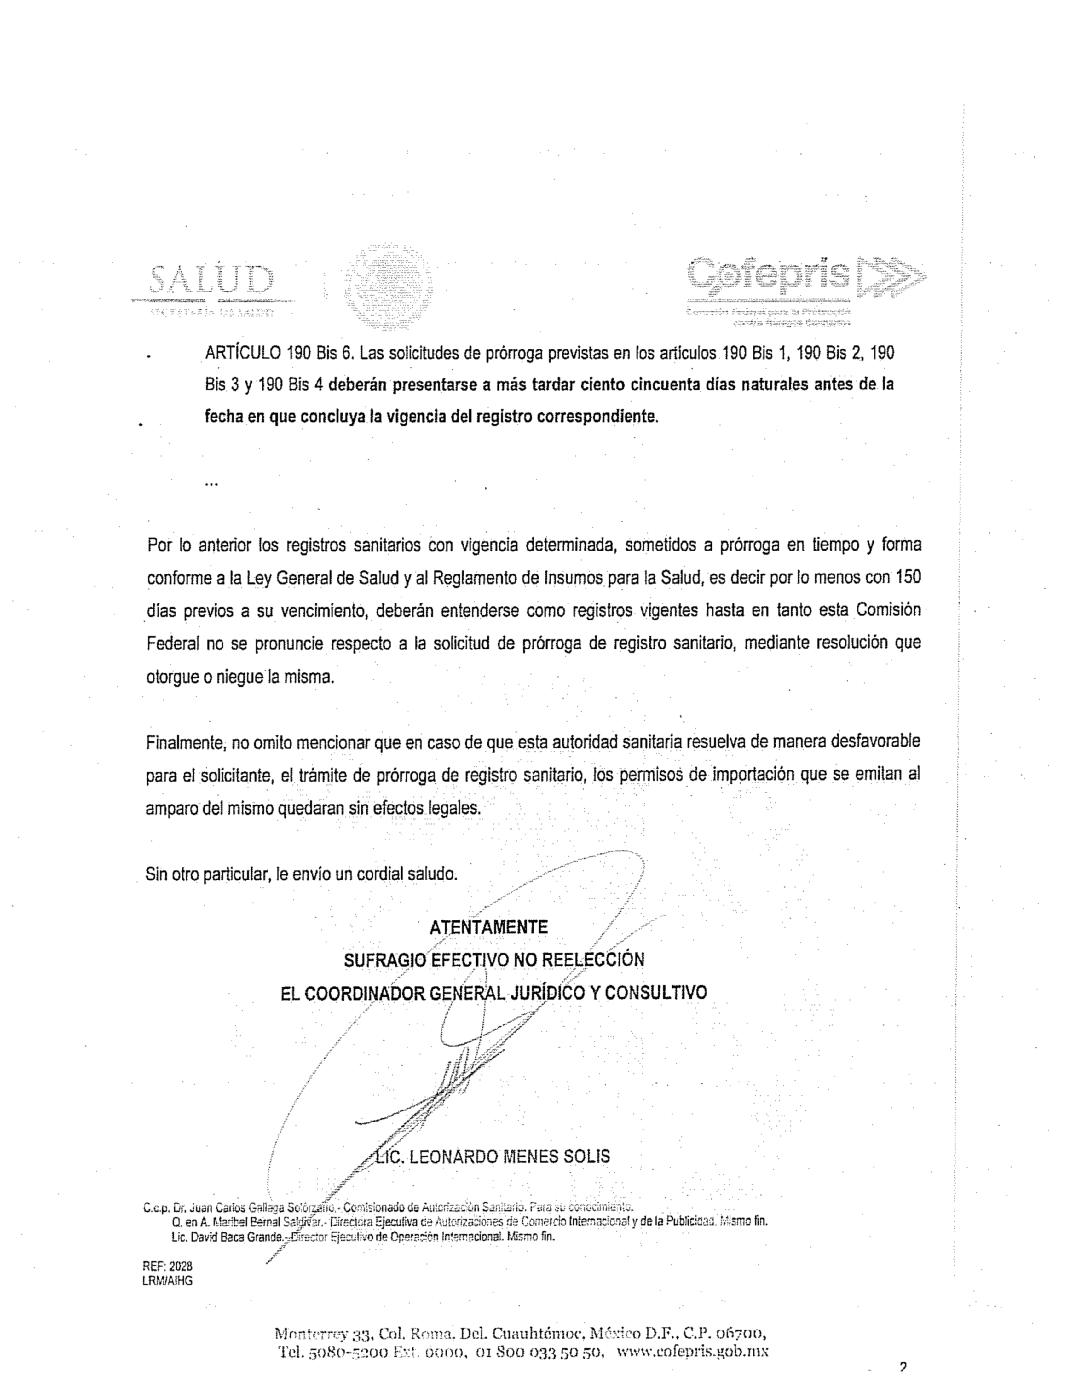 SALUD
SECRETARÍA DE SALUD
Cofepris
Comisión Federal para la Protección
contra Riesgos Sanitarios
ARTÍCULO 190 Bis 6. Las solicitudes de prórroga previstas en los artículos 190 Bis 1, 190 Bis 2, 190
Bis 3 y 190 Bis 4 deberán presentarse a más tardar ciento cincuenta días naturales antes de la
fecha en que concluya la vigencia del registro correspondiente.
...
Por lo anterior los registros sanitarios con vigencia determinada, sometidos a prórroga en tiempo y forma
conforme a la Ley General de Salud y al Reglamento de Insumos para la Salud, es decir por lo menos con 150
días previos a su vencimiento, deberán entenderse como registros vigentes hasta en tanto esta Comisión
Federal no se pronuncie respecto a la solicitud de prórroga de registro sanitario, mediante resolución que
otorgue o niegue la misma.
Finalmente, no omito mencionar que en caso de que esta autoridad sanitaria resuelva de manera desfavorable
para el solicitante, el trámite de prórroga de registro sanitario, los permisos de importación que se emitan al
amparo del mismo quedaran sin efectos legales.
Sin otro particular, le envío un cordial saludo.
ATENTAMENTE
SUFRAGIO EFECTIVO NO REELECCIÓN
EL COORDINADOR GENERAL JURÍDICO Y CONSULTIVO
LIC. LEONARDO MENES SOLIS
C.c.p. Dr. Juan Carlos Gallaga Solórzano.- Comisionado de Autorización Sanitario. Para su conocimiento.
Q. en A. Maribel Bernal Saldívar.- Directora Ejecutiva de Autorizaciones de Comercio Internacional y de la Publicidad. Mismo fin.
Lic. David Baca Grande.- Director Ejecutivo de Operación Internacional. Mismo fin.
REF: 2028
LRM/AIHG
Monterrey 33, Col. Roma. Del. Cuauhtémoc, México D.F., C.P. 06700,
Tel. 5080-5200 Ext. 0000, 01 800 033 50 50, www.cofepris.gob.mx
2